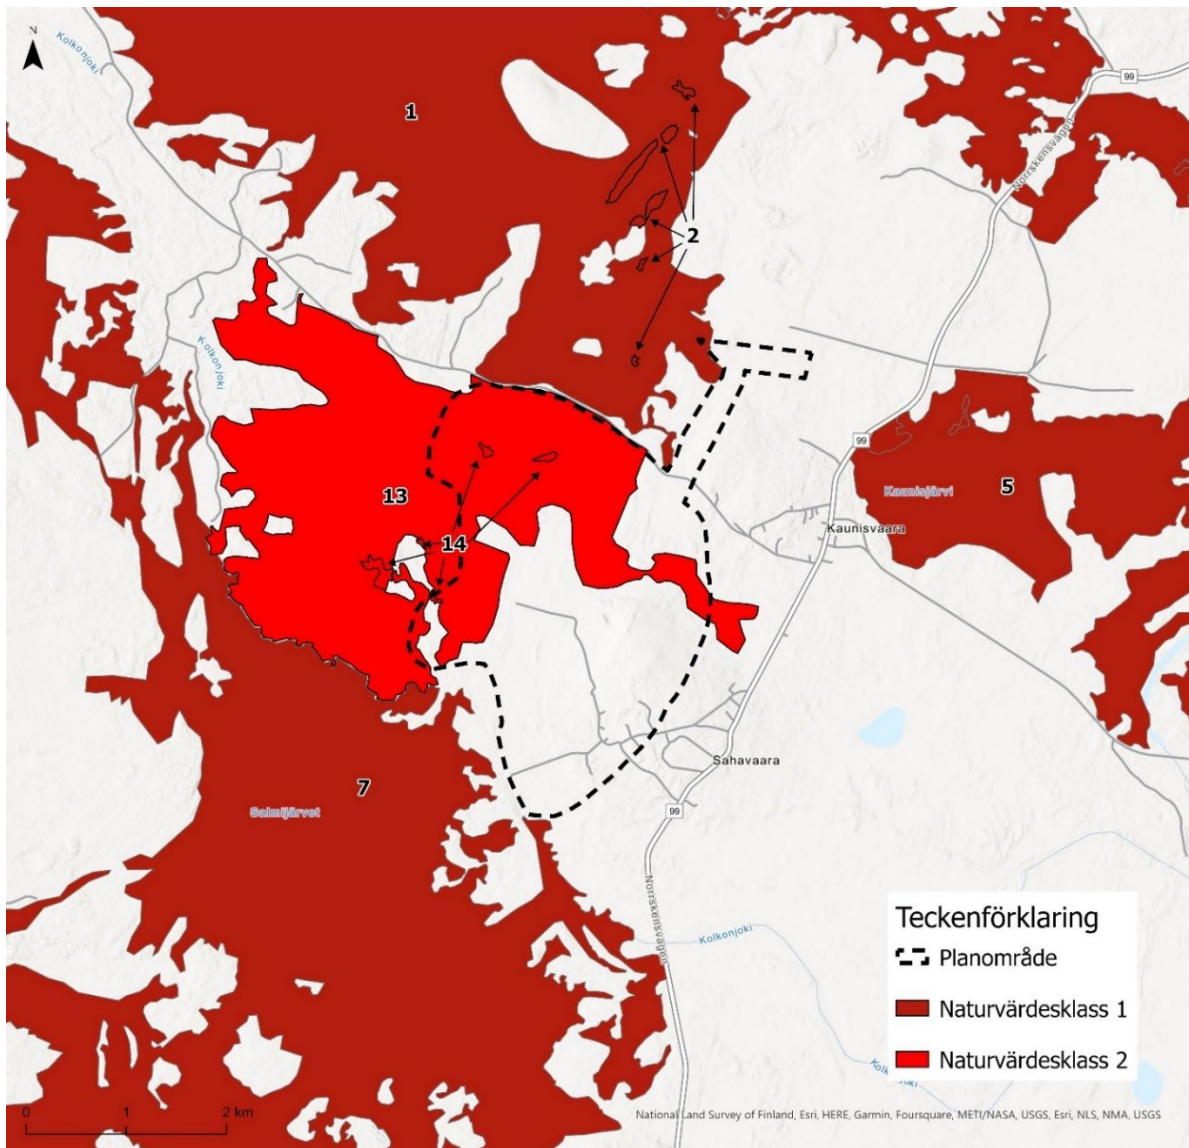 N
Kolkonjoki
1
99
Norrskensvägen
2
Kolkonjoki
99
13
Kaunisjärvi
5
Kaunisvaara
14
Sahavaara
7
Salmijärvet
99
Norrskensvägen
Kolkonjoki
Teckenförklaring
Planområde
Naturvärdesklass 1
Naturvärdesklass 2
0 1 2 km
National Land Survey of Finland, Esri, HERE, Garmin, Foursquare, METI/NASA, USGS, Esri, NLS, NMA, USGS